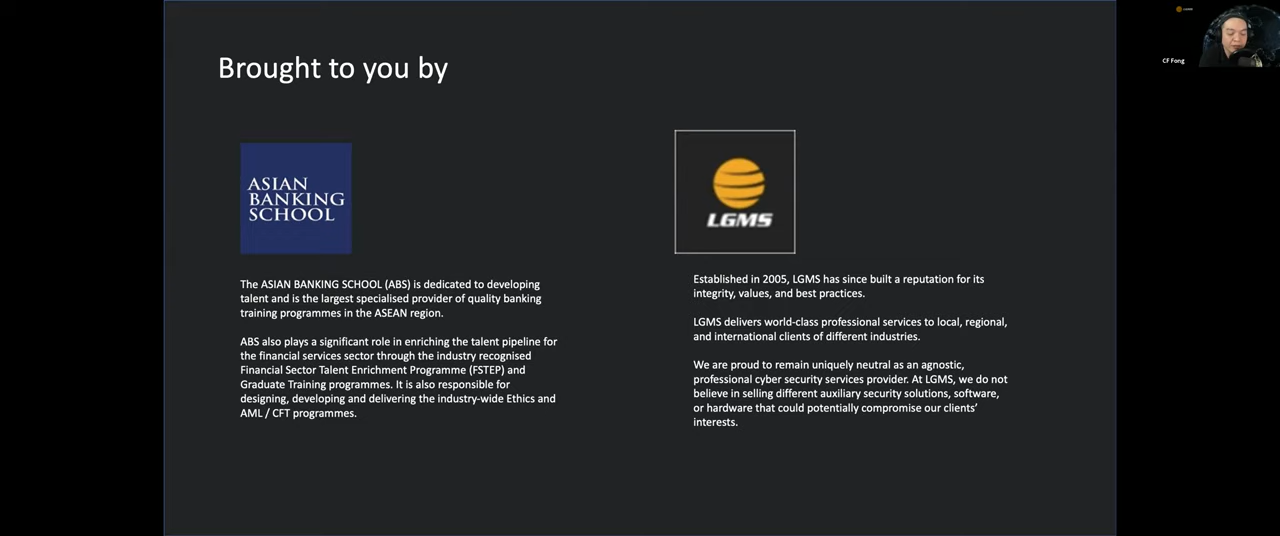 Brought to you by
ASIAN
BANKING
SCHOOL
The ASIAN BANKING SCHOOL (ABS) is dedicated to developing
talent and is the largest specialised provider of quality banking
training programmes in the ASEAN region.
ABS also plays a significant role in enriching the talent pipeline for
the financial services sector through the industry recognised
Financial Sector Talent Enrichment Programme (FSTEP) and
Graduate Training programmes. It is also responsible for
designing, developing and delivering the industry-wide Ethics and
AML / CFT programmes.
LGMS
Established in 2005, LGMS has since built a reputation for its
integrity, values, and best practices.
LGMS delivers world-class professional services to local, regional,
and international clients of different industries.
We are proud to remain uniquely neutral as an agnostic,
professional cyber security services provider. At LGMS, we do not
believe in selling different auxiliary security solutions, software,
or hardware that could potentially compromise our clients’
interests.
CF Fong